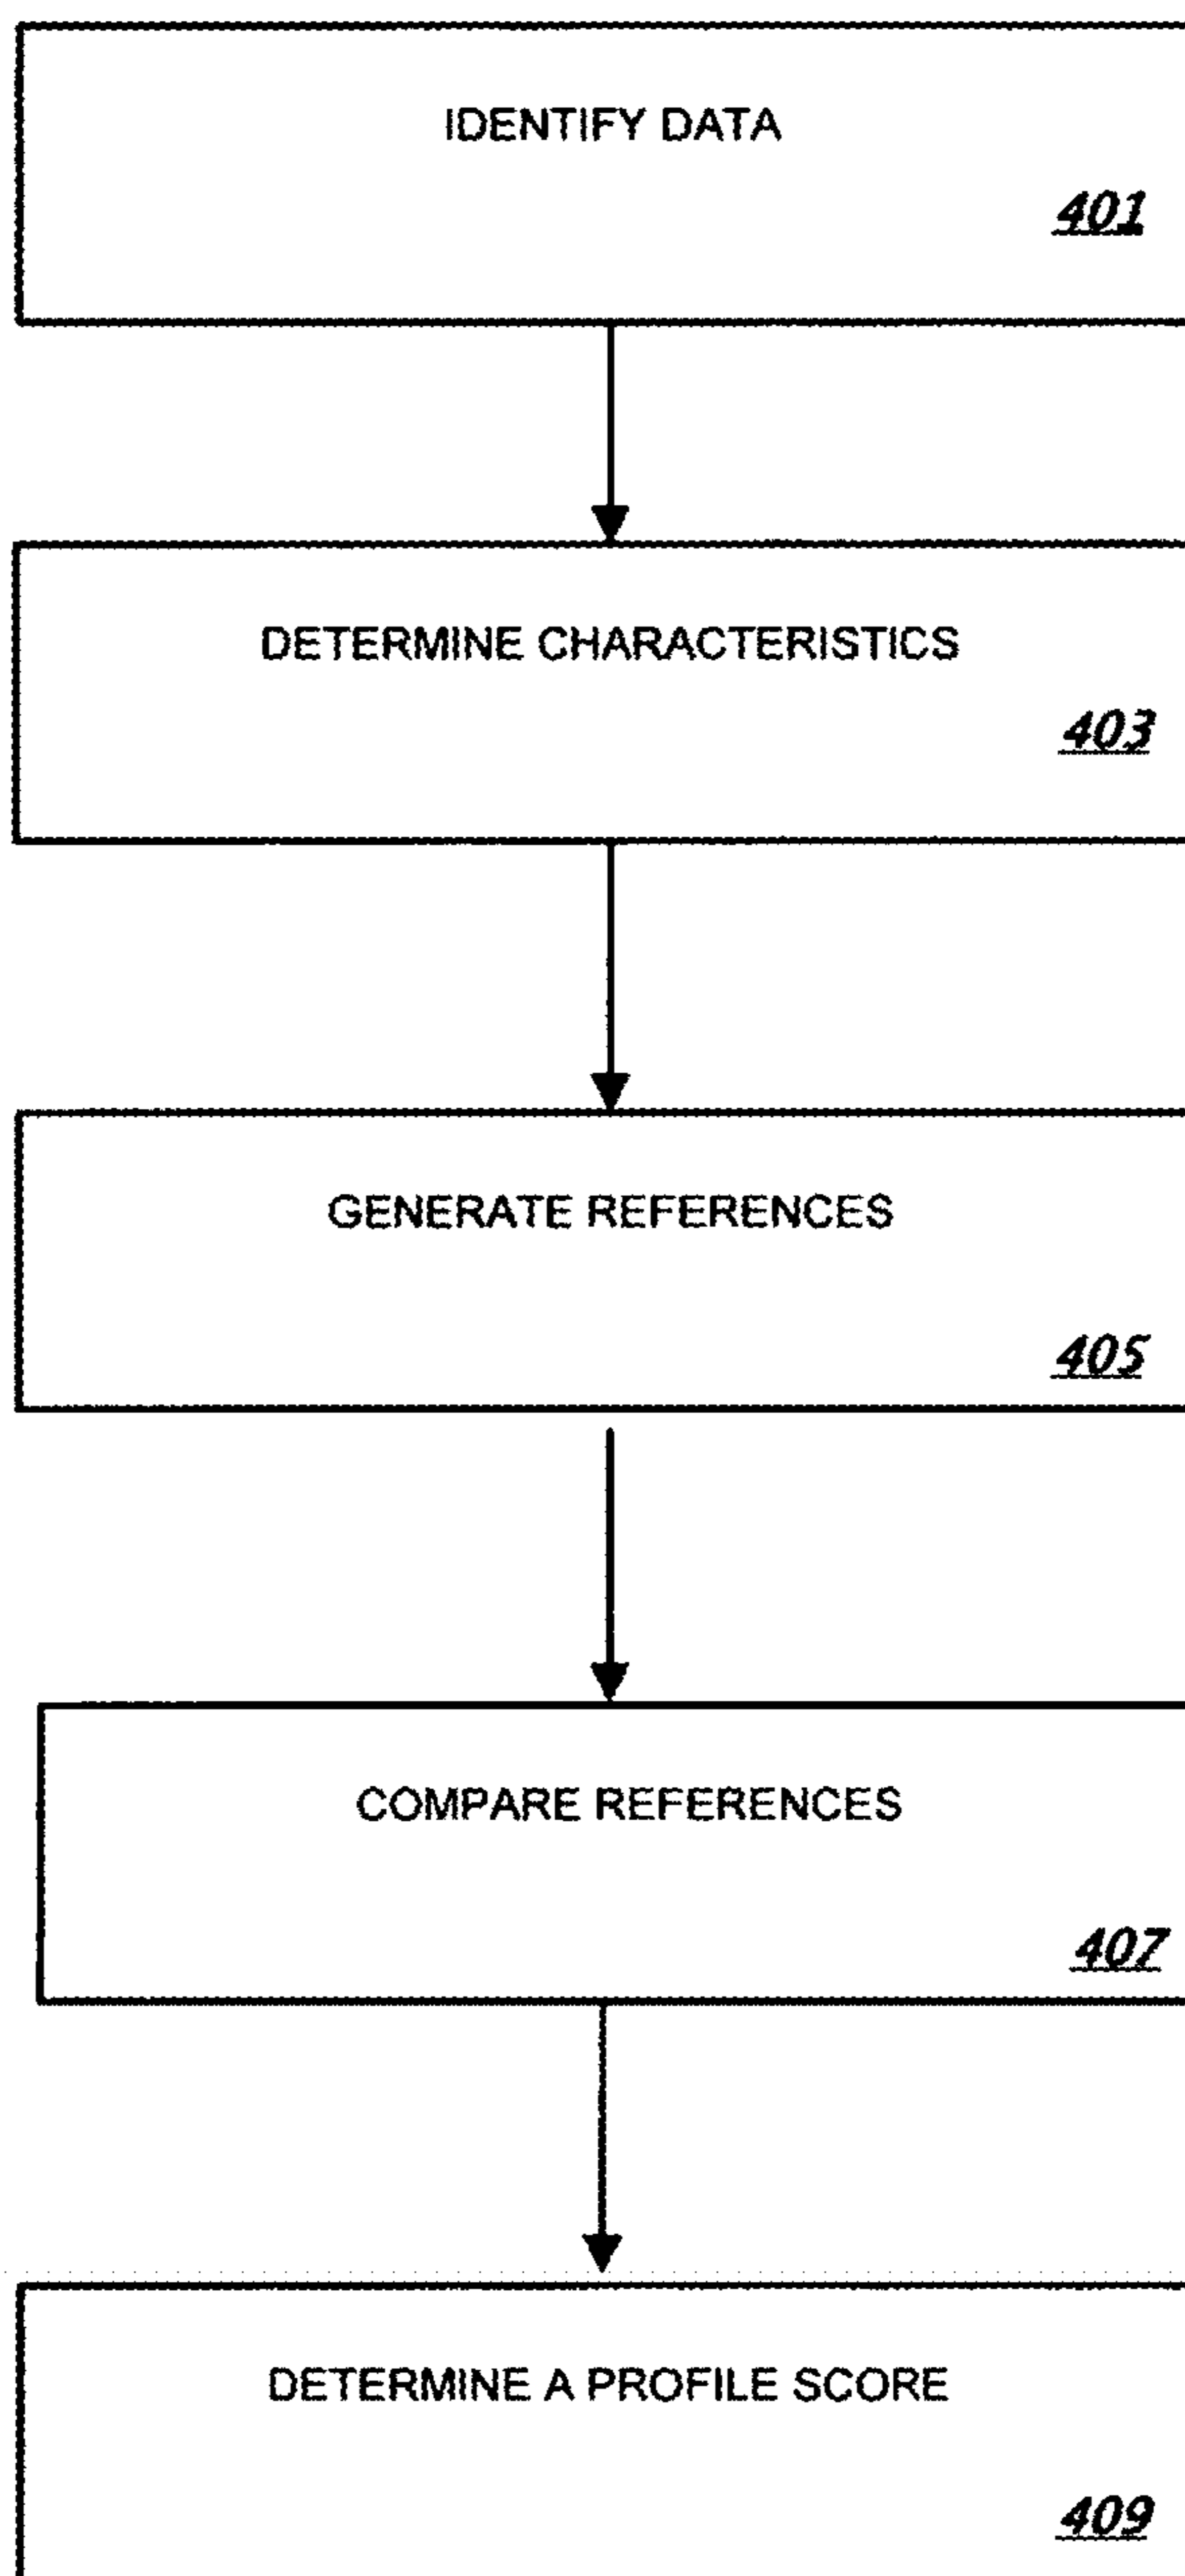 IDENTIFY DATA
401
DETERMINE CHARACTERISTICS
403
GENERATE REFERENCES
405
COMPARE REFERENCES
407
DETERMINE A PROFILE SCORE
409